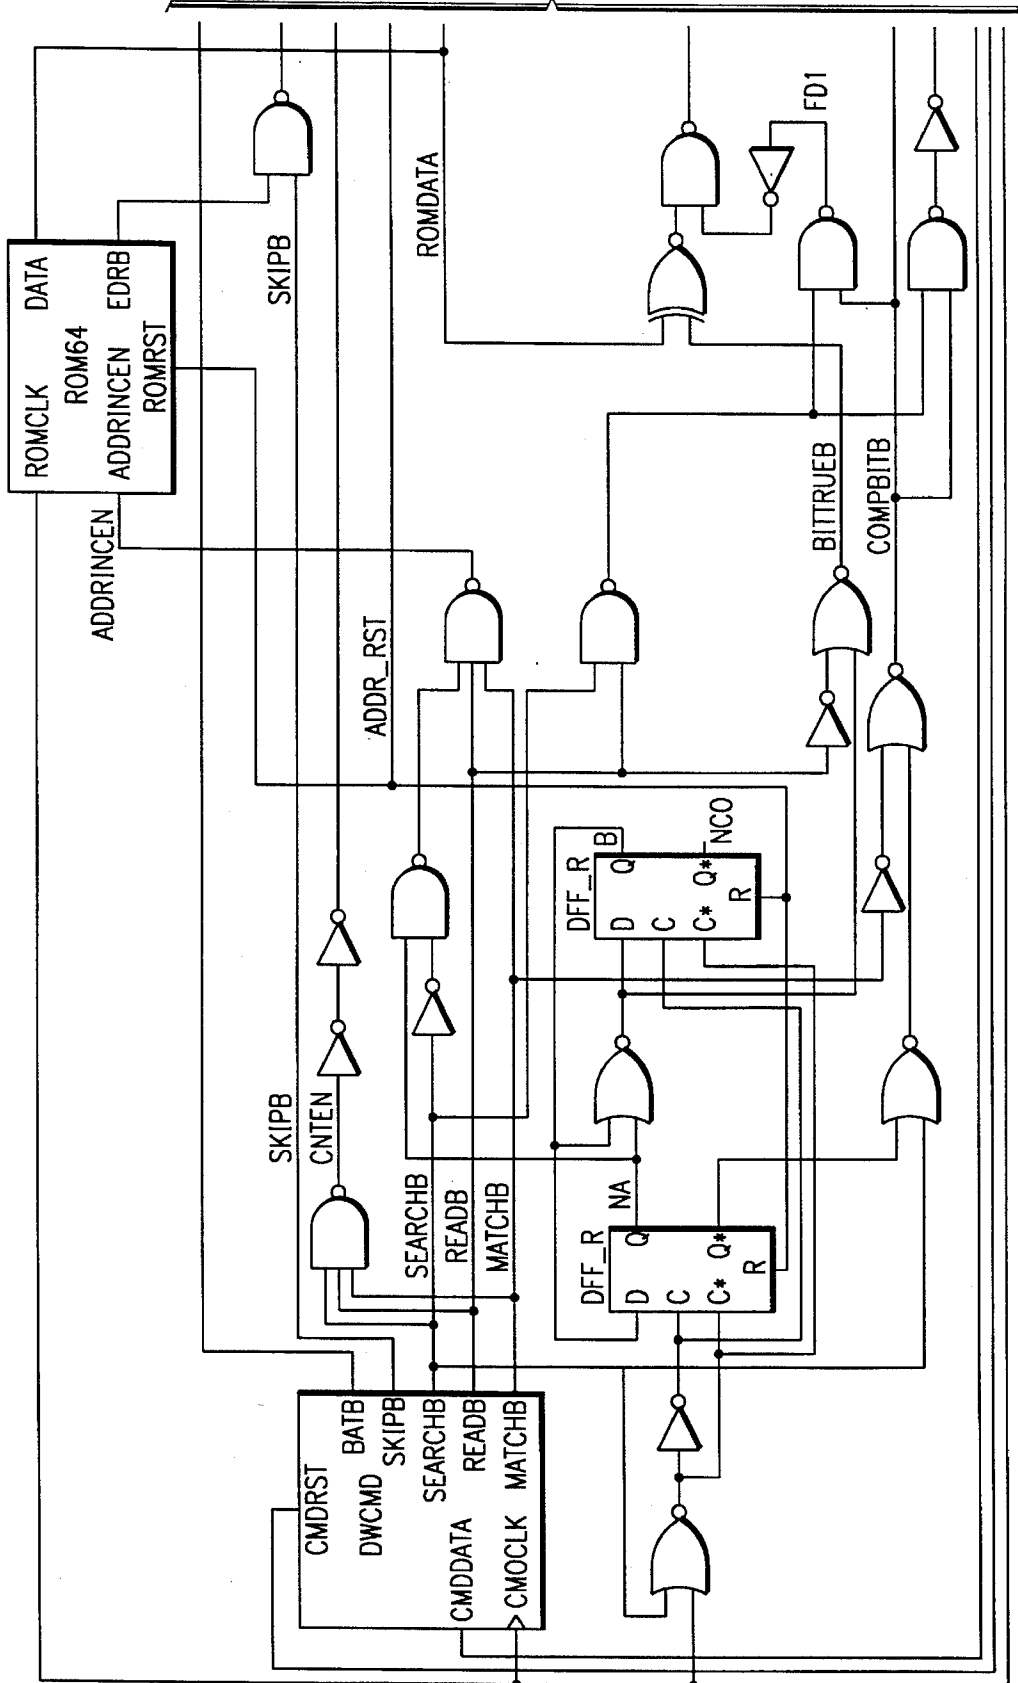 ROMCLK DATA
ROM64
ADDRINCEN EDRB
ROMRST
ADDRINCEN
SKIPB
ROMDATA
FD1
ADDR_RST
BITTRUEB
COMPBITB
SKIPB
CNTEN
SEARCHB
READB
MATCHB
CMDRST
BATB
DWCMD
SKIPB
SEARCHB
CMDDATA READB
CMOCLK MATCHB
DFF_R
NA
D Q
C
C* Q*
R
DFF_R
B
D Q
C
C* Q*
R
NCO